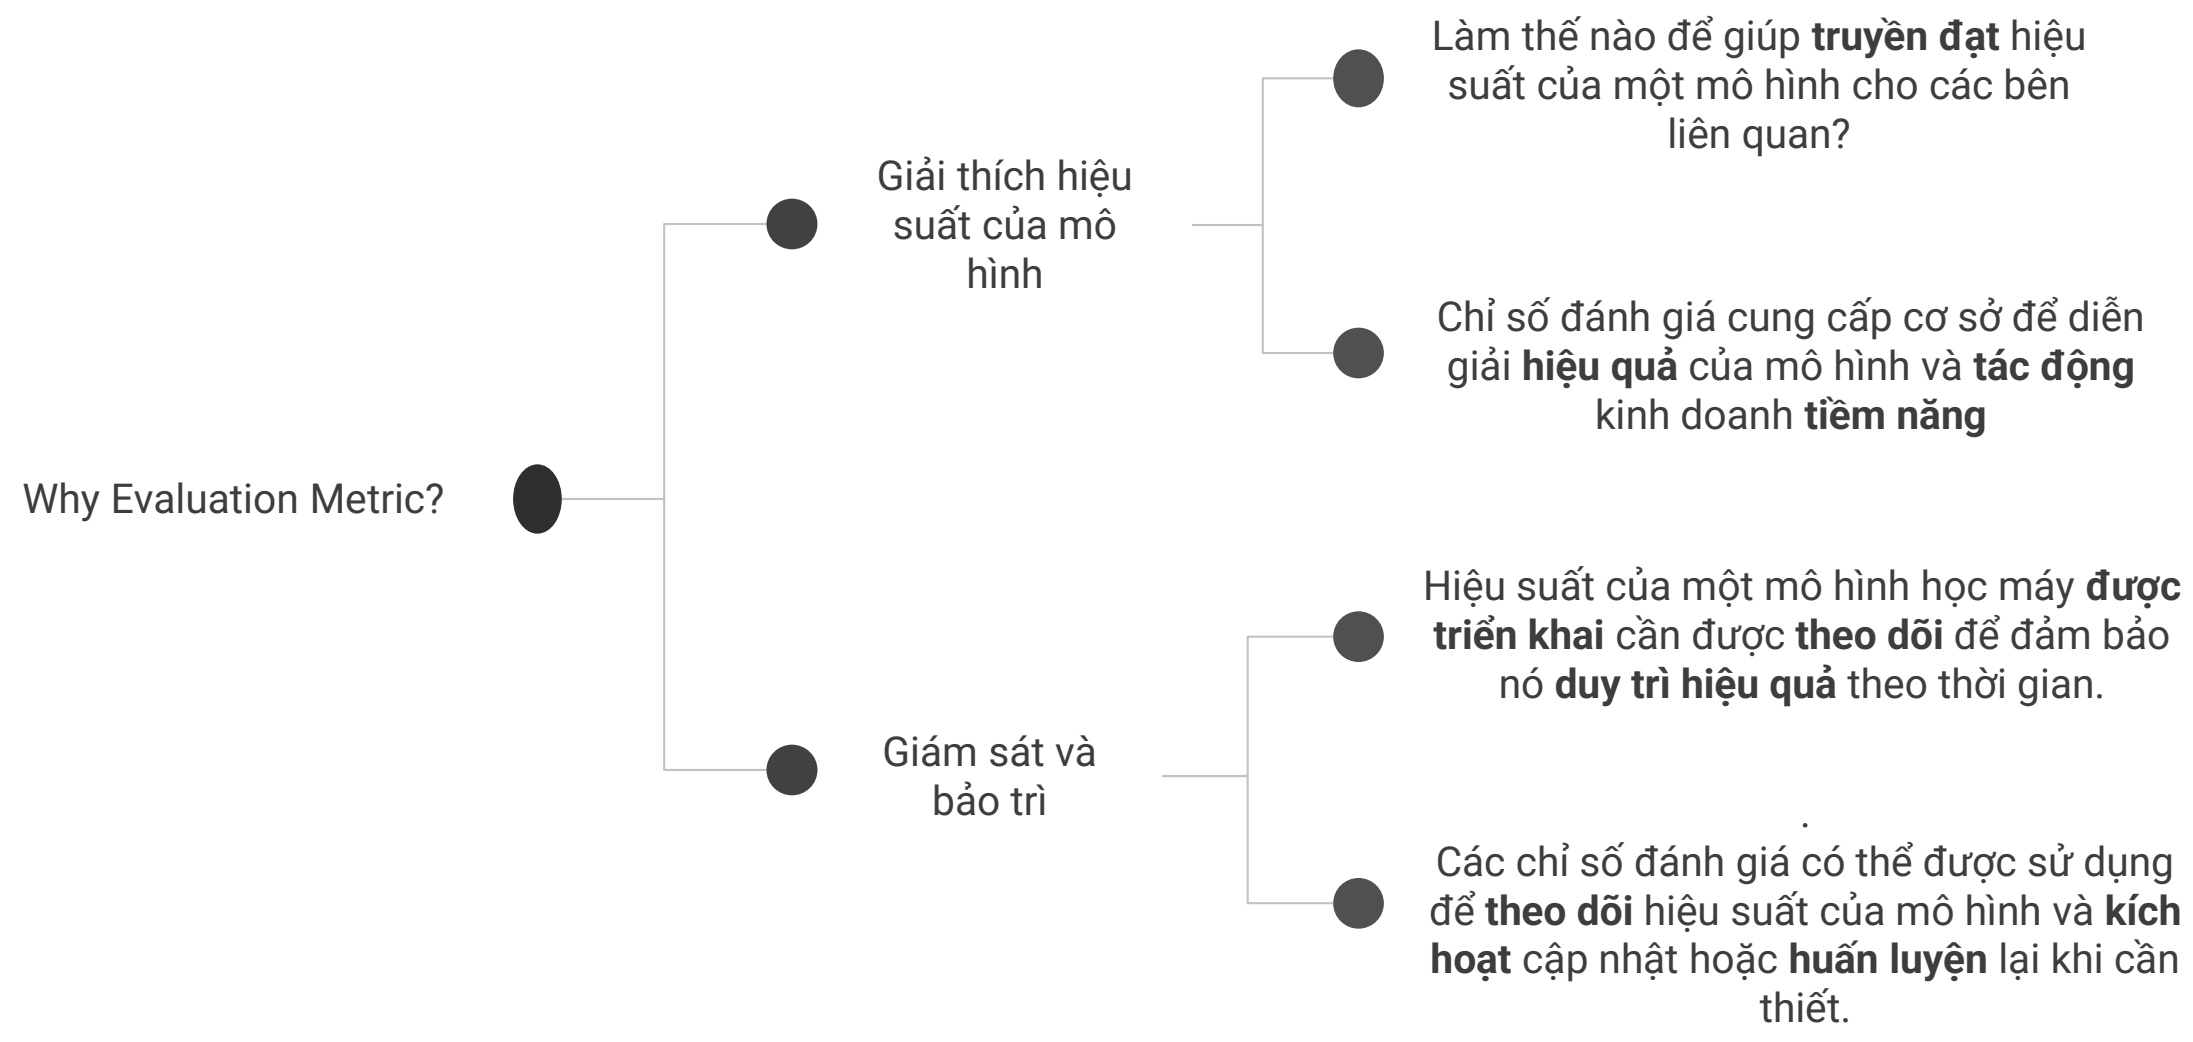 Why Evaluation Metric?
Giải thích hiệu
suất của mô
hình
Làm thế nào để giúp truyền đạt hiệu
suất của một mô hình cho các bên
liên quan?
Chỉ số đánh giá cung cấp cơ sở để diễn
giải hiệu quả của mô hình và tác động
kinh doanh tiềm năng
Giám sát và
bảo trì
Hiệu suất của một mô hình học máy được
triển khai cần được theo dõi để đảm bảo
nó duy trì hiệu quả theo thời gian.
.
Các chỉ số đánh giá có thể được sử dụng
để theo dõi hiệu suất của mô hình và kích
hoạt cập nhật hoặc huấn luyện lại khi cần
thiết.